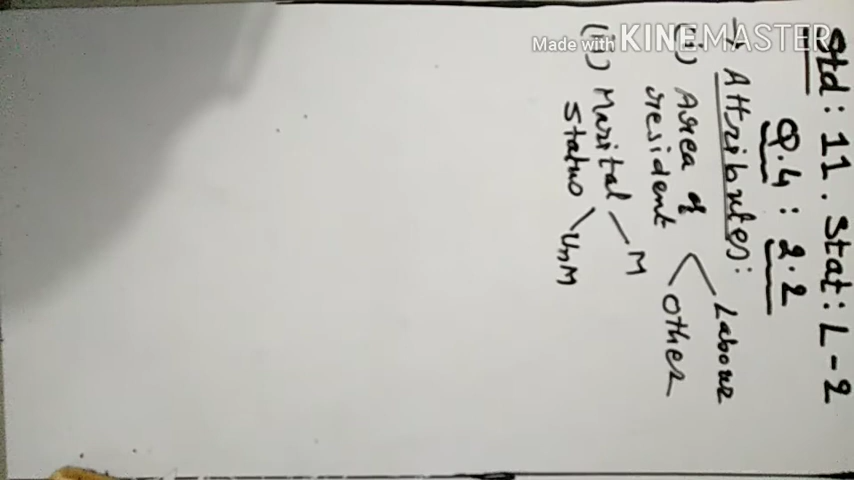 Made with KINEMASTER
Std : 11 . Stat : L - 2
Q.4 : 2.2
→ Attributes :
(i) Area of resident < Labour
Other
(ii) Marital status M
UnM